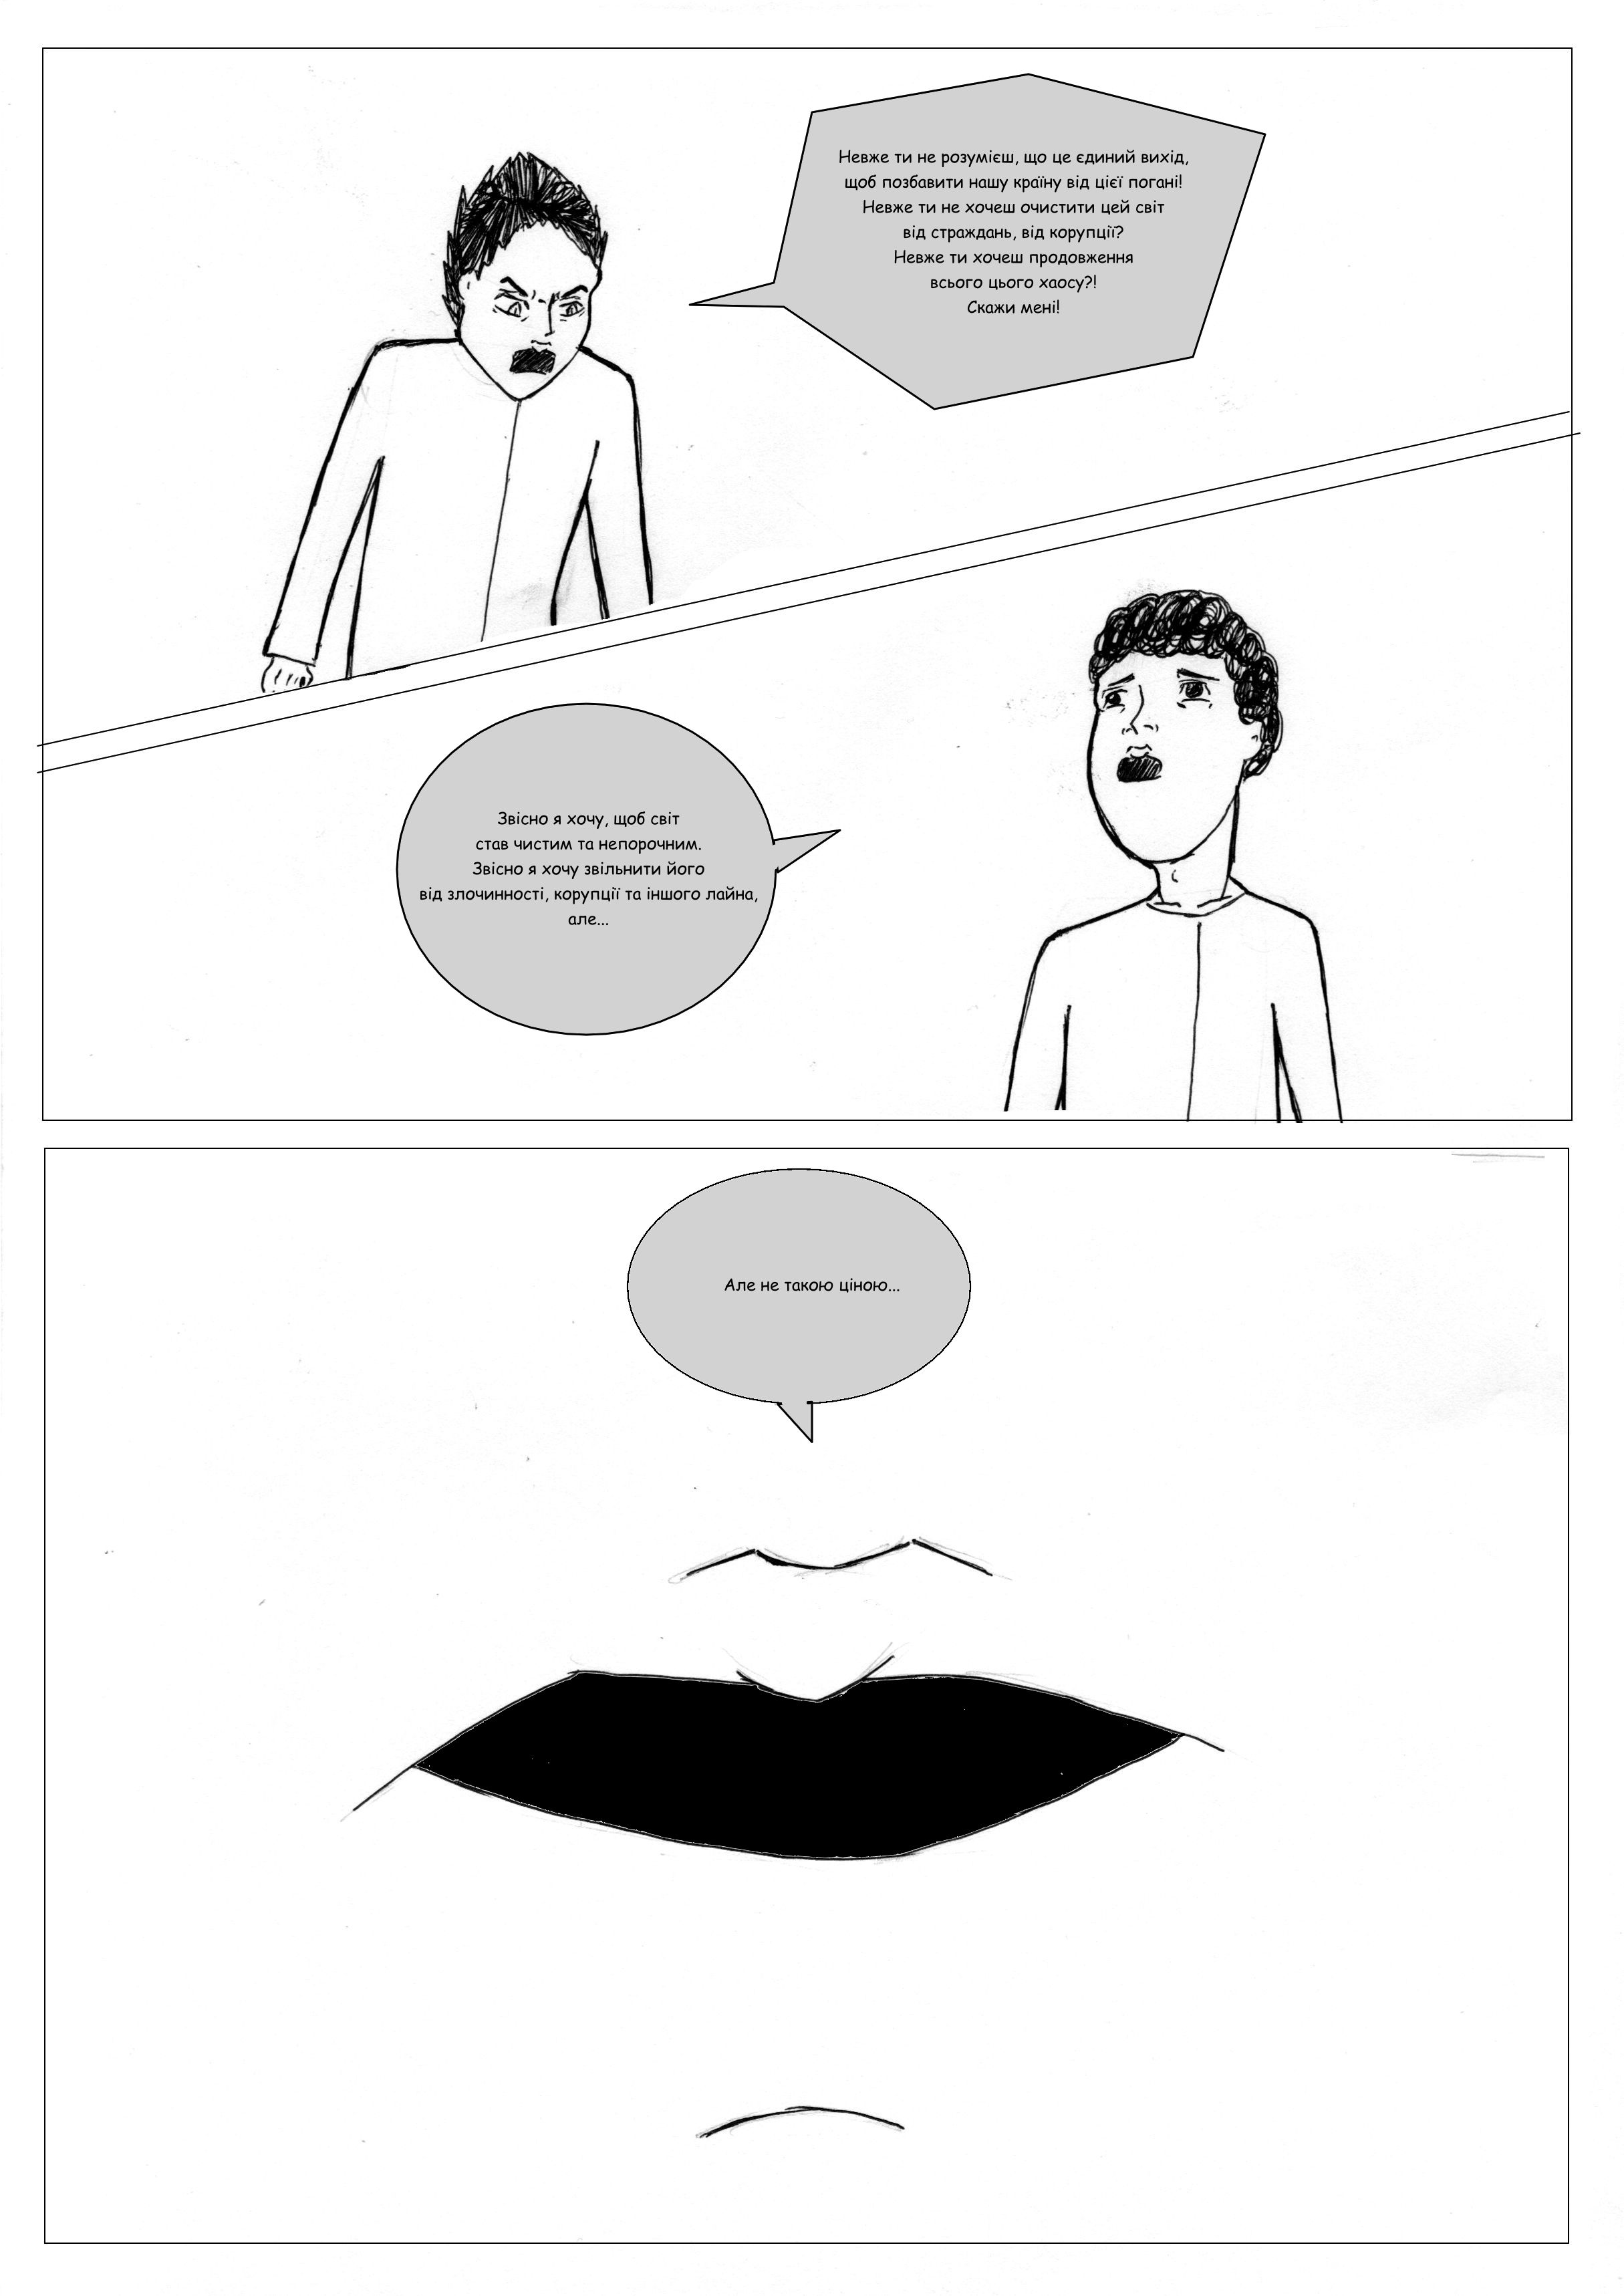 Невже ти не розумієш, що це єдиний вихід,
щоб позбавити нашу країну від цієї погані!
Невже ти не хочеш очистити цей світ
від страждань, від корупції?
Невже ти хочеш продовження
всього цього хаосу?!
Скажи мені!
Звісно я хочу, щоб світ
став чистим та непорочним.
Звісно я хочу звільнити його
від злочинності, корупції та іншого лайна,
але...
Але не такою ціною...